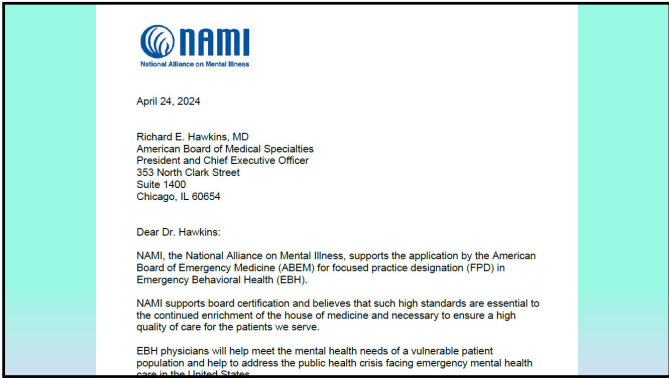 NAMI
National Alliance on Mental Illness
April 24, 2024
Richard E. Hawkins, MD
American Board of Medical Specialties
President and Chief Executive Officer
353 North Clark Street
Suite 1400
Chicago, IL 60654
Dear Dr. Hawkins:
NAMI, the National Alliance on Mental Illness, supports the application by the American
Board of Emergency Medicine (ABEM) for focused practice designation (FPD) in
Emergency Behavioral Health (EBH).
NAMI supports board certification and believes that such high standards are essential to
the continued enrichment of the house of medicine and necessary to ensure a high
quality of care for the patients we serve.
EBH physicians will help meet the mental health needs of a vulnerable patient
population and help to address the public health crisis facing emergency mental health
care in the United States.